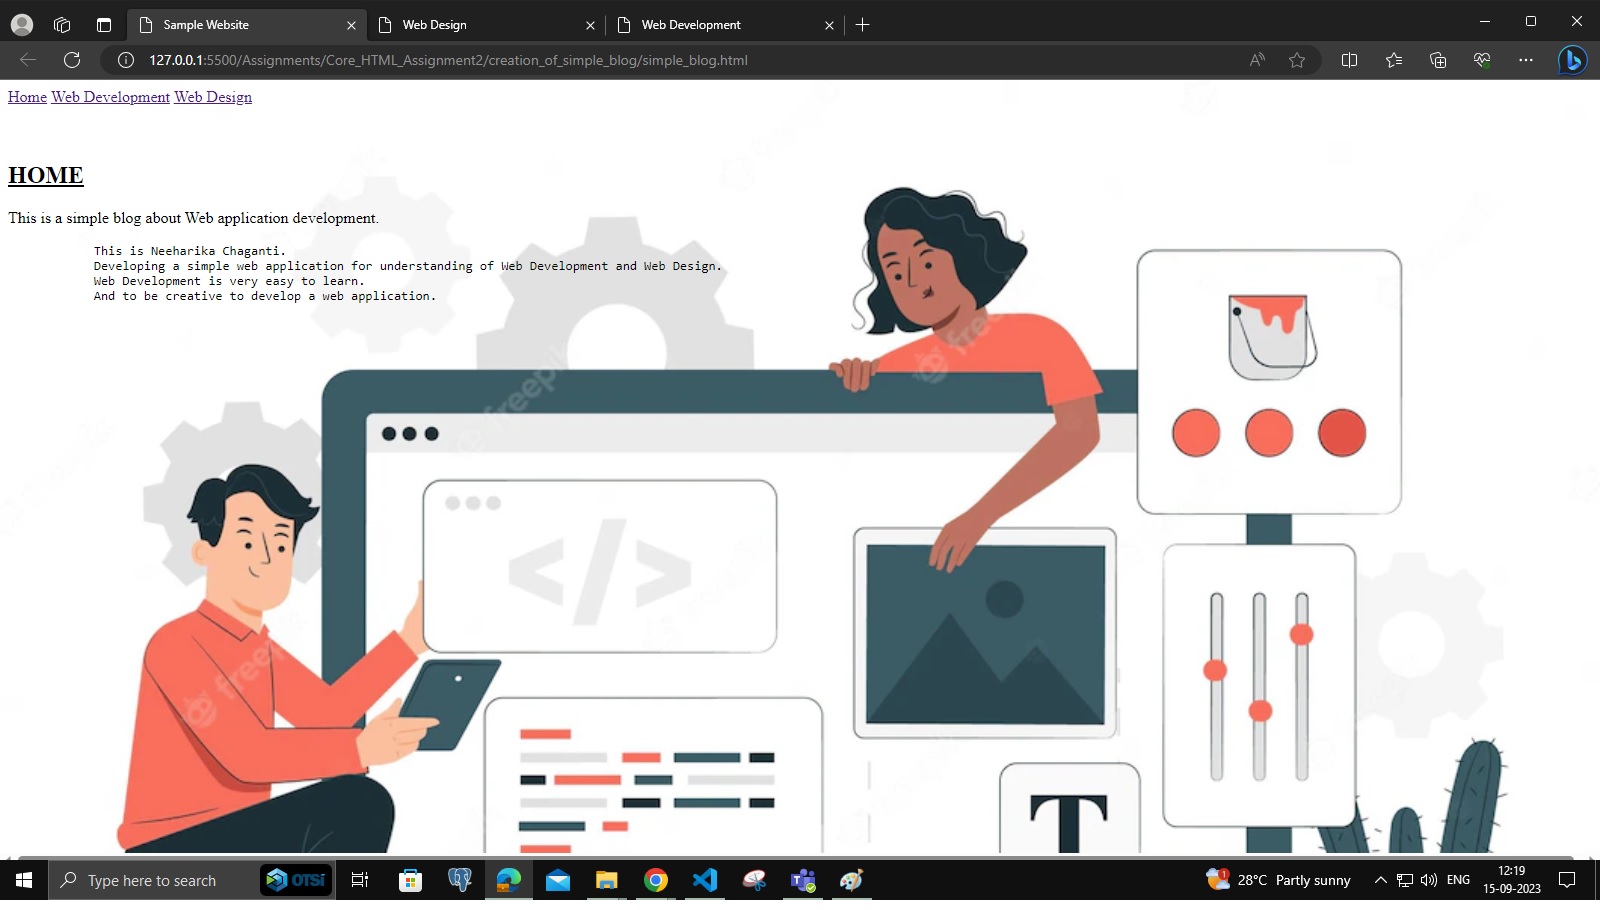 Sample Website
Web Design
Web Development
127.0.0.1:5500/Assignments/Core_HTML_Assignment2/creation_of_simple_blog/simple_blog.html
Home Web Development Web Design
HOME
This is a simple blog about Web application development.
This is Neeharika Chaganti.
Developing a simple web application for understanding of Web Development and Web Design.
Web Development is very easy to learn.
And to be creative to develop a web application.
freepik
freepik
</>
T
Type here to search
OTSi
1
28°C Partly sunny
ENG
12:19
15-09-2023